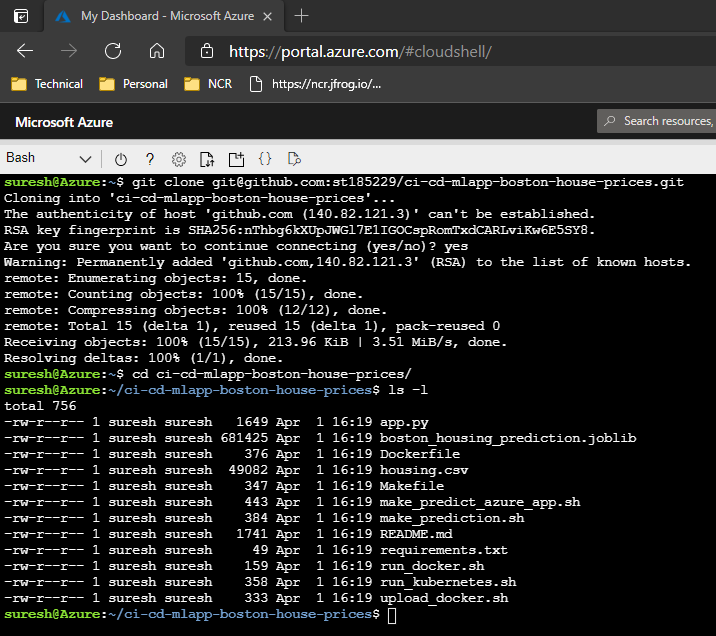 My Dashboard - Microsoft Azure
https://portal.azure.com/#cloudshell/
Technical Personal NCR https://ncr.jfrog.io/...
Microsoft Azure
Search resources,
Bash
suresh@Azure:~$ git clone git@github.com:st185229/ci-cd-mlapp-boston-house-prices.git
Cloning into 'ci-cd-mlapp-boston-house-prices'...
The authenticity of host 'github.com (140.82.121.3)' can't be established.
RSA key fingerprint is SHA256:nThbg6kXUpJWGl7E1IGOCspRomTxdCARLviKw6E5SY8.
Are you sure you want to continue connecting (yes/no)? yes
Warning: Permanently added 'github.com,140.82.121.3' (RSA) to the list of known hosts.
remote: Enumerating objects: 15, done.
remote: Counting objects: 100% (15/15), done.
remote: Compressing objects: 100% (12/12), done.
remote: Total 15 (delta 1), reused 15 (delta 1), pack-reused 0
Receiving objects: 100% (15/15), 213.96 KiB | 3.51 MiB/s, done.
Resolving deltas: 100% (1/1), done.
suresh@Azure:~$ cd ci-cd-mlapp-boston-house-prices/
suresh@Azure:~/ci-cd-mlapp-boston-house-prices$ ls -l
total 756
-rw-r--r-- 1 suresh suresh   1649 Apr  1 16:19 app.py
-rw-r--r-- 1 suresh suresh 681425 Apr  1 16:19 boston_housing_prediction.joblib
-rw-r--r-- 1 suresh suresh    376 Apr  1 16:19 Dockerfile
-rw-r--r-- 1 suresh suresh  49082 Apr  1 16:19 housing.csv
-rw-r--r-- 1 suresh suresh    347 Apr  1 16:19 Makefile
-rw-r--r-- 1 suresh suresh    443 Apr  1 16:19 make_predict_azure_app.sh
-rw-r--r-- 1 suresh suresh    384 Apr  1 16:19 make_prediction.sh
-rw-r--r-- 1 suresh suresh   1741 Apr  1 16:19 README.md
-rw-r--r-- 1 suresh suresh     49 Apr  1 16:19 requirements.txt
-rw-r--r-- 1 suresh suresh    159 Apr  1 16:19 run_docker.sh
-rw-r--r-- 1 suresh suresh    358 Apr  1 16:19 run_kubernetes.sh
-rw-r--r-- 1 suresh suresh    333 Apr  1 16:19 upload_docker.sh
suresh@Azure:~/ci-cd-mlapp-boston-house-prices$